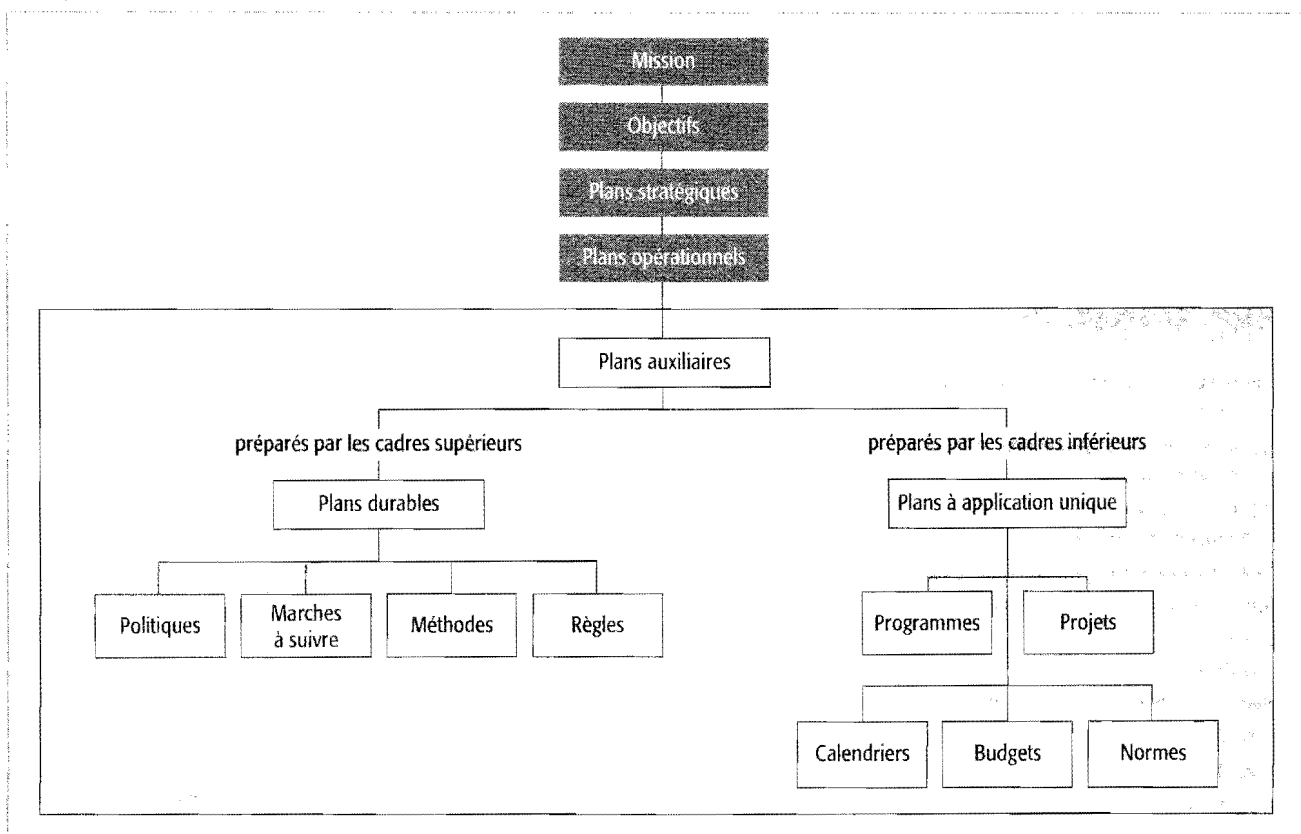 Mission
Objectifs
Plans stratégiques
Plans opérationnels
Plans auxiliaires
préparés par les cadres supérieurs
préparés par les cadres inférieurs
Plans durables
Plans à application unique
Politiques
Marches
à suivre
Méthodes
Règles
Programmes
Projets
Calendriers
Budgets
Normes